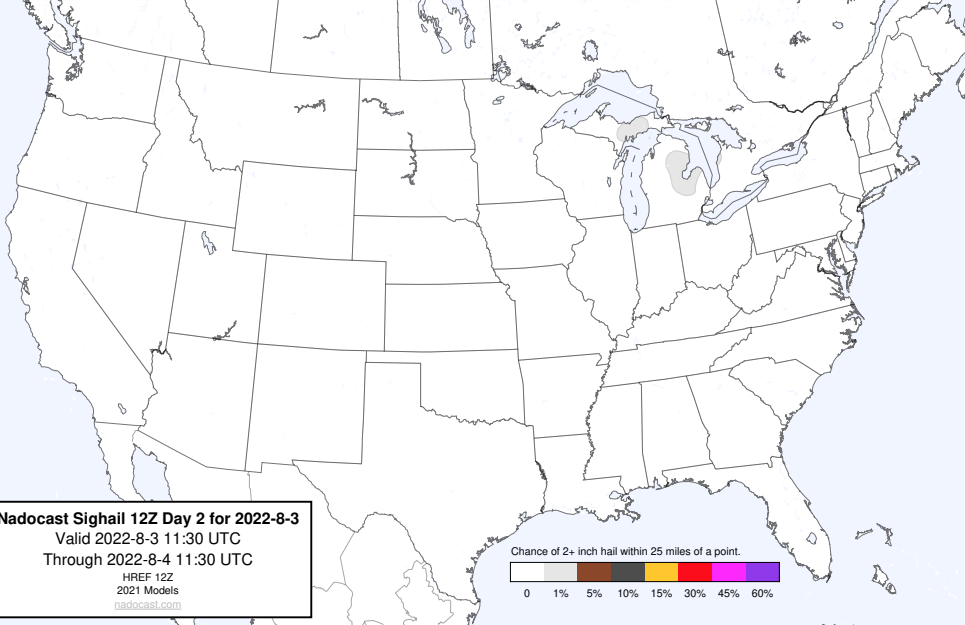 Nadocast Sighail 12Z Day 2 for 2022-8-3
Valid 2022-8-3 11:30 UTC
Through 2022-8-4 11:30 UTC
HREF 12Z
2021 Models
nadocast.com
Chance of 2+ inch hail within 25 miles of a point.
0 1% 5% 10% 15% 30% 45% 60%